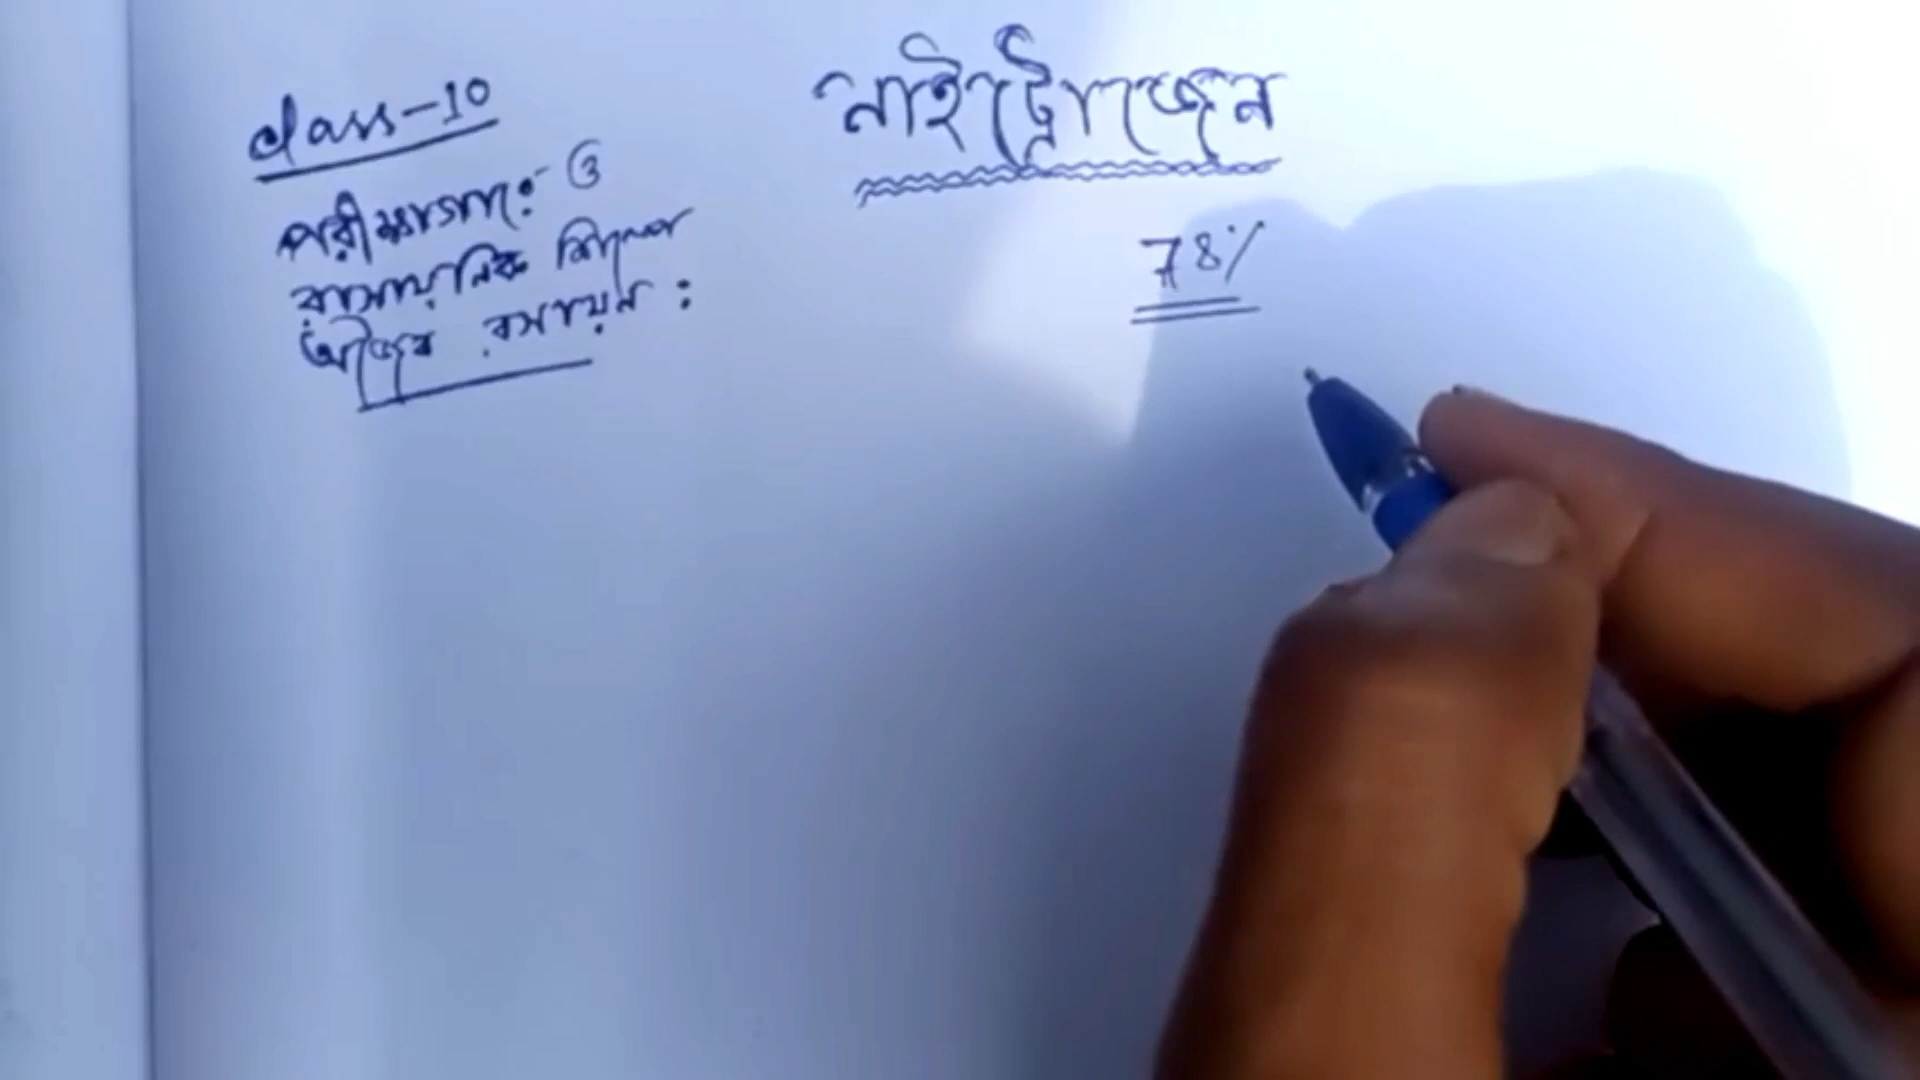 class-10
পরীক্ষাগারে ও
রাসায়নিক শিল্পে
অজৈব রসায়ন :
নাইট্রোজেন
78%